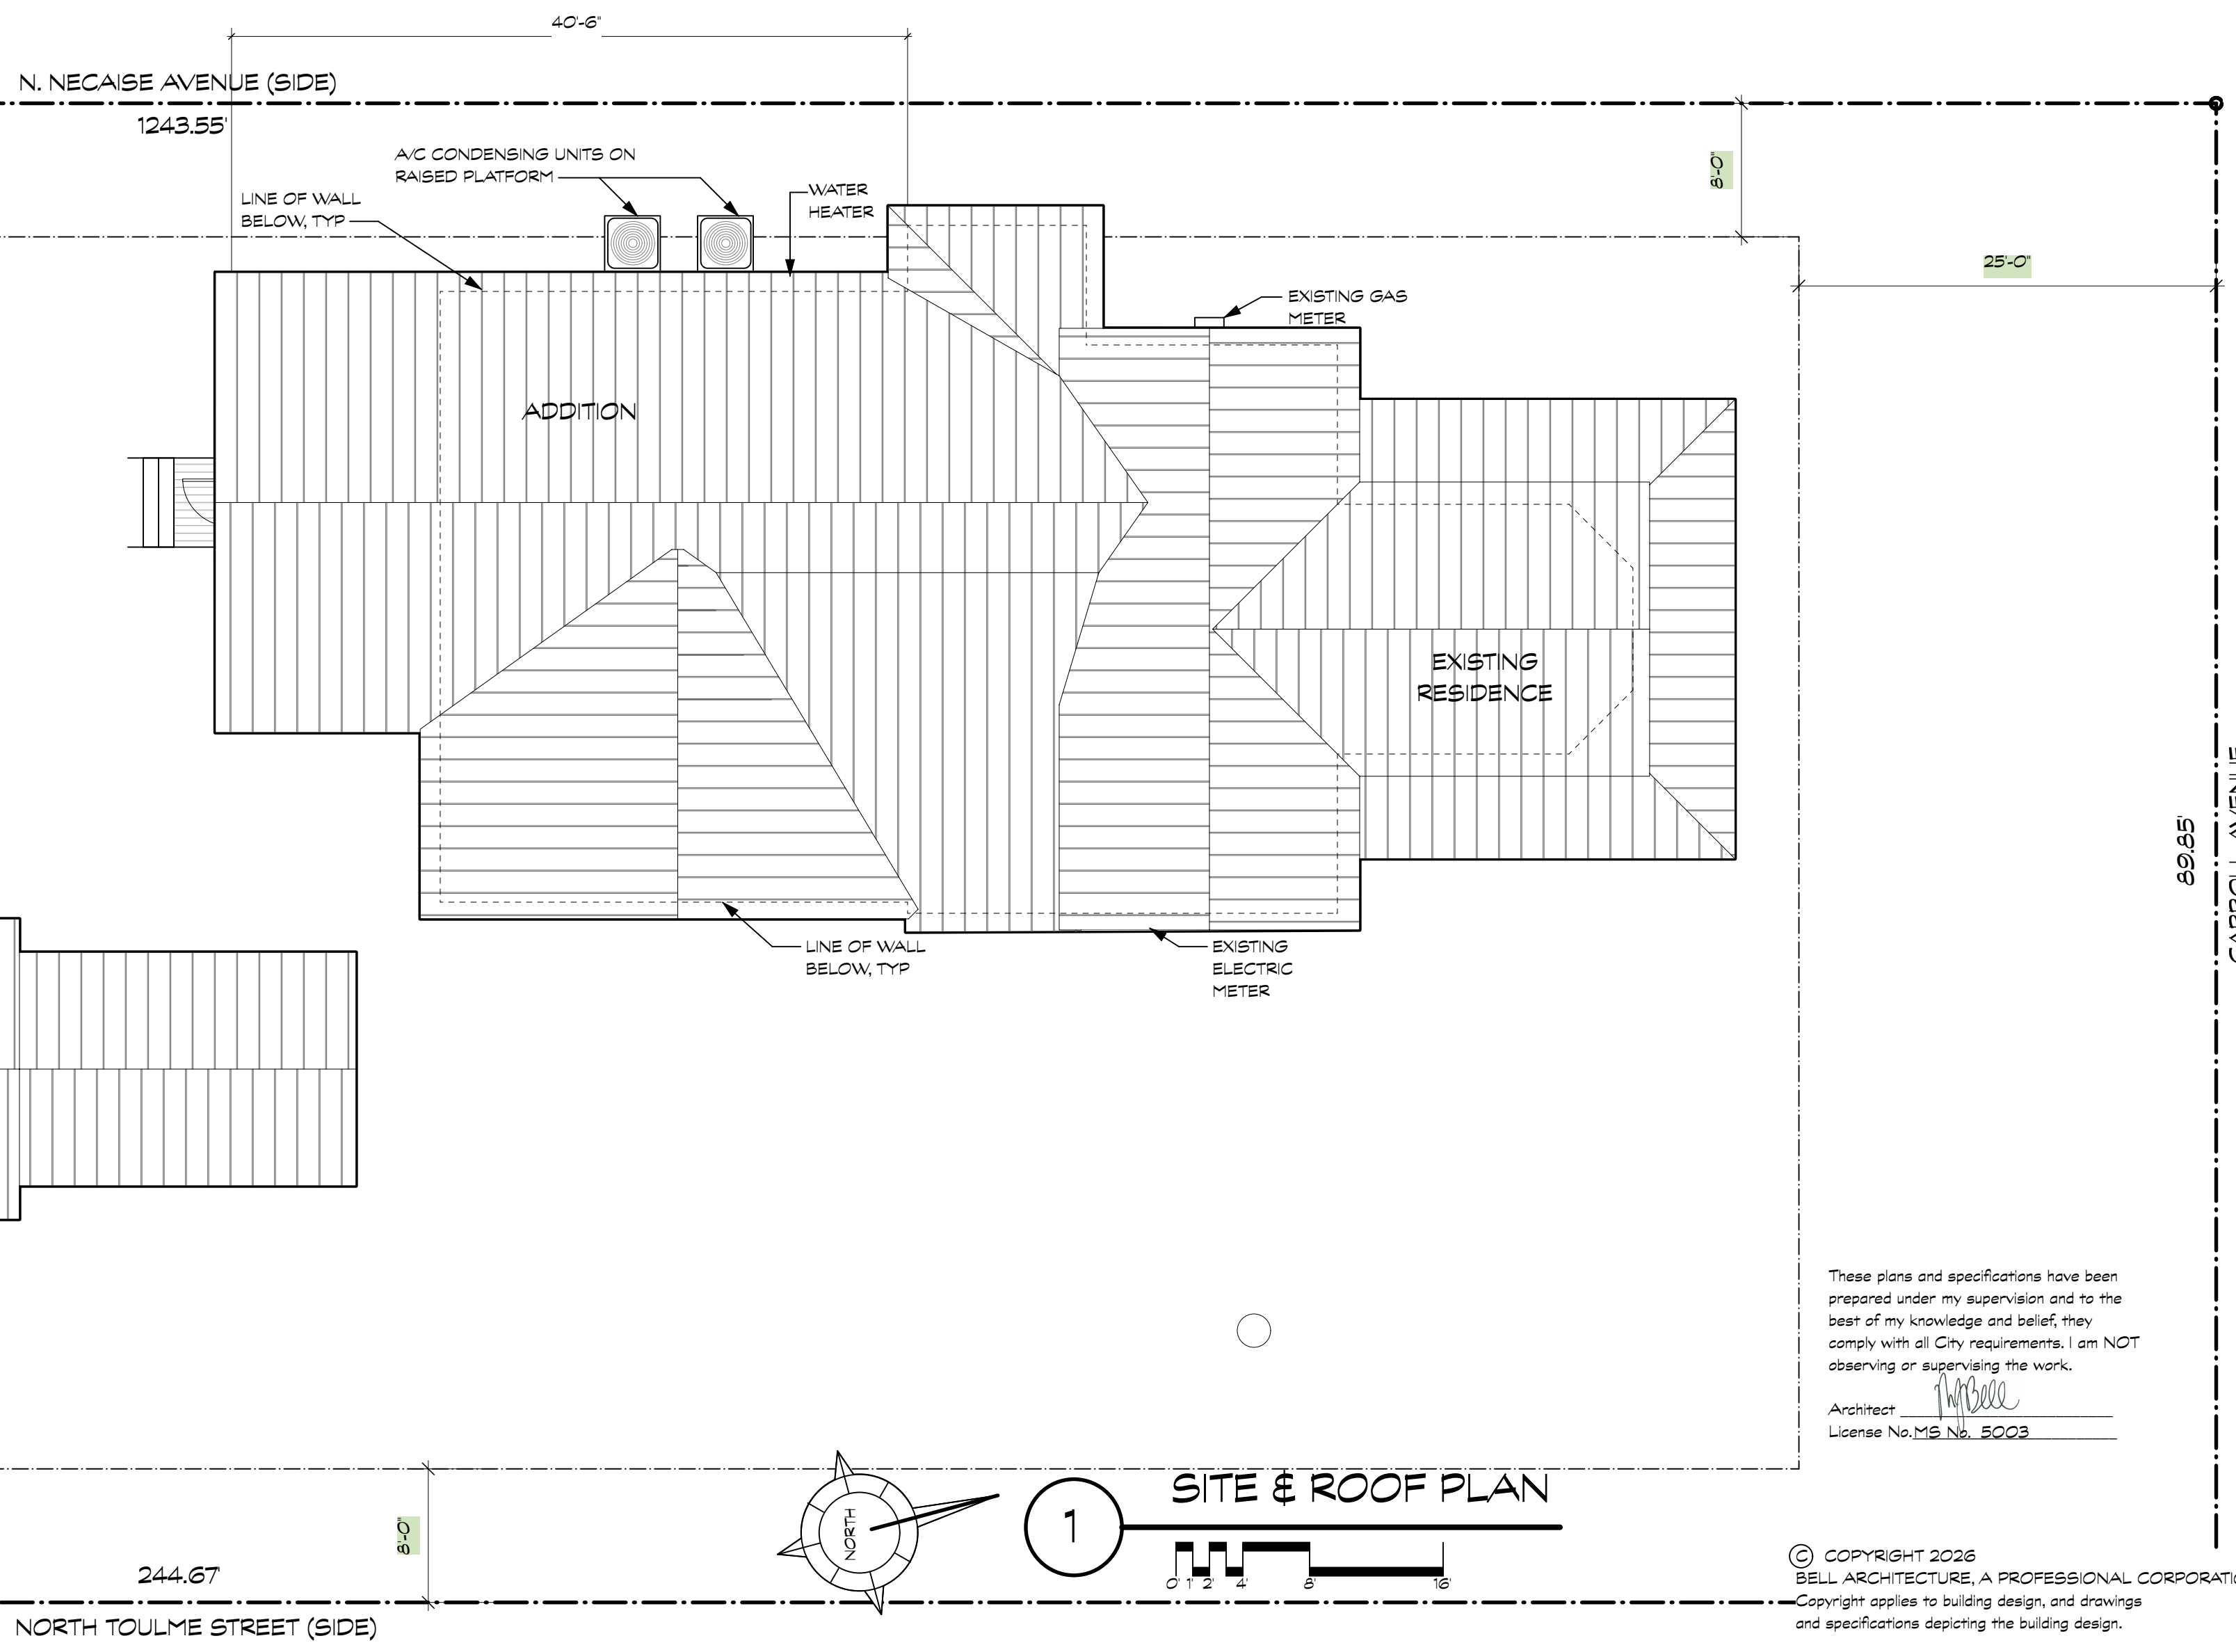 40'-6"
N. NECAISE AVENUE (SIDE)
1243.55'
A/C CONDENSING UNITS ON
RAISED PLATFORM
LINE OF WALL
BELOW, TYP
WATER
HEATER
8'-0"
25'-0"
EXISTING GAS
METER
ADDITION
EXISTING
RESIDENCE
89.85'
LINE OF WALL
BELOW, TYP
EXISTING
ELECTRIC
METER
These plans and specifications have been
prepared under my supervision and to the
best of my knowledge and belief, they
comply with all City requirements. I am NOT
observing or supervising the work.
Architect
License No. MS No. 5003
8'-0"
244.67'
NORTH TOULME STREET (SIDE)
NORTH
1
SITE & ROOF PLAN
0' 1' 2' 4' 8' 16'
© COPYRIGHT 2026
BELL ARCHITECTURE, A PROFESSIONAL
Copyright applies to building design, and drawings
and specifications depicting the building design.